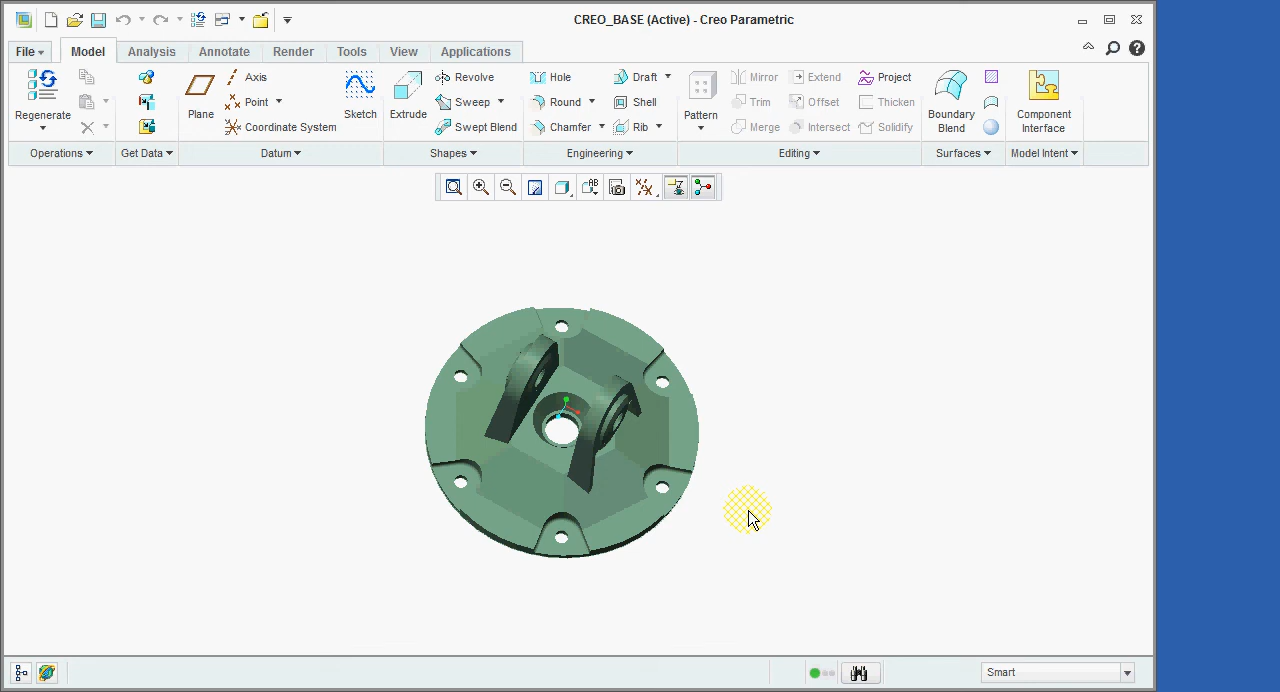 CREO_BASE (Active) - Creo Parametric
File Model Analysis Annotate Render Tools View Applications
Regenerate
Operations
Get Data
Plane
Axis
Point
Coordinate System
Sketch
Datum
Extrude
Revolve
Sweep
Swept Blend
Shapes
Hole
Round
Chamfer
Draft
Shell
Rib
Engineering
Pattern
Mirror
Trim
Merge
Extend
Offset
Intersect
Project
Thicken
Solidify
Editing
Boundary
Blend
Surfaces
Component
Interface
Model Intent
AB
Smart